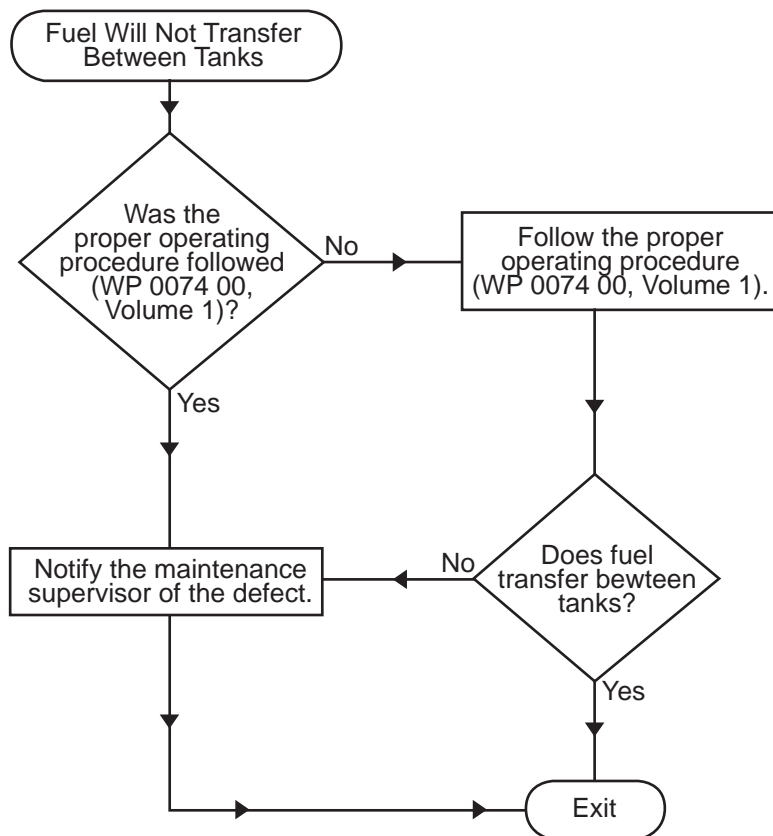 Fuel Will Not Transfer
Between Tanks
Was the
proper operating
procedure followed
(WP 0074 00,
Volume 1)?
No
Follow the proper
operating procedure
(WP 0074 00, Volume 1).
Yes
Notify the maintenance
supervisor of the defect.
No
Does fuel
transfer bewteen
tanks?
Yes
Exit